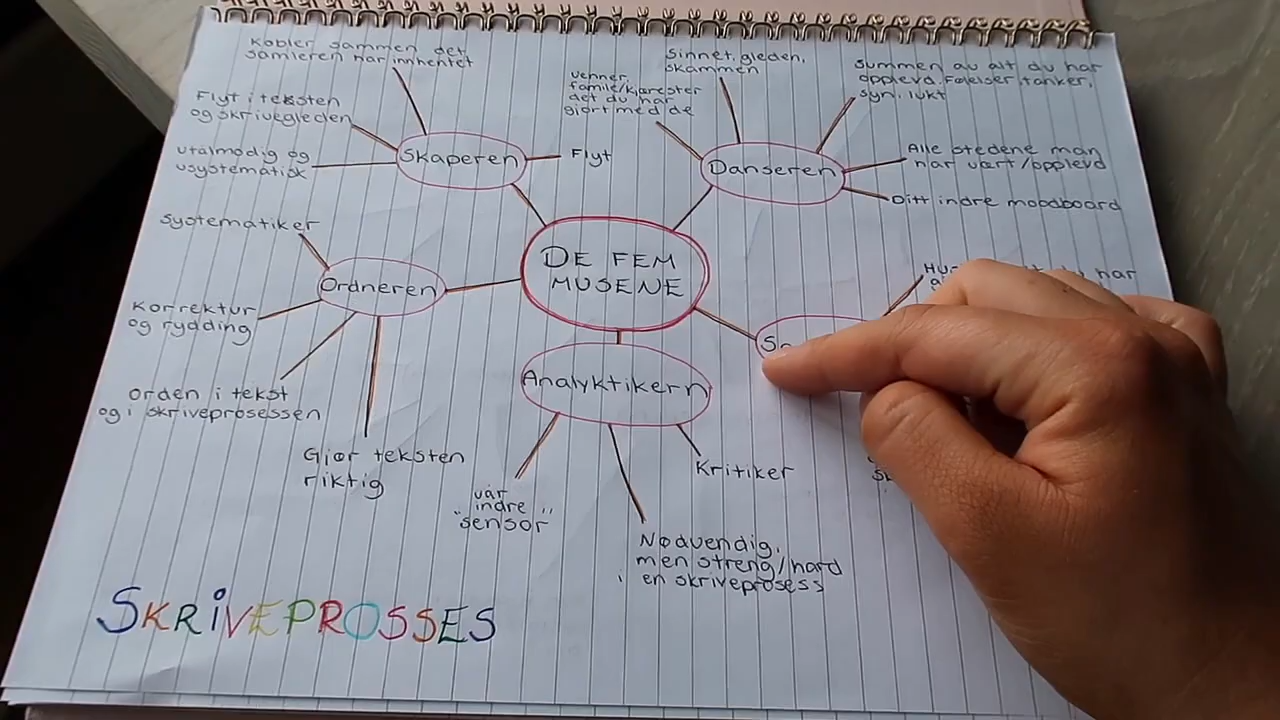 Kobler sammen det
samleren har innhentet
Flyt i teksten
og skrivegleden
utålmodig og
usystematisk
Skaperen
Flyt
venner,
famile/kjærester
det du har
gjort med de
Sinnet, gleden,
skammen
Summen av alt du har
opplevd. Følelser, tanker,
syn, lukt
Danseren
Alle stedene man
har vært/opplevd
Ditt indre moodboard
Systematiker
Ordneren
Korrektur
og rydding
Orden i tekst
og i skriveprosessen
Gjør teksten
riktig
DE FEM
MUSENE
har
Analyktikern
vår
indre
"sensor"
Nødvendig,
men streng/hard
i en skriveprosess
Kritiker
SKRIVEPROSSES